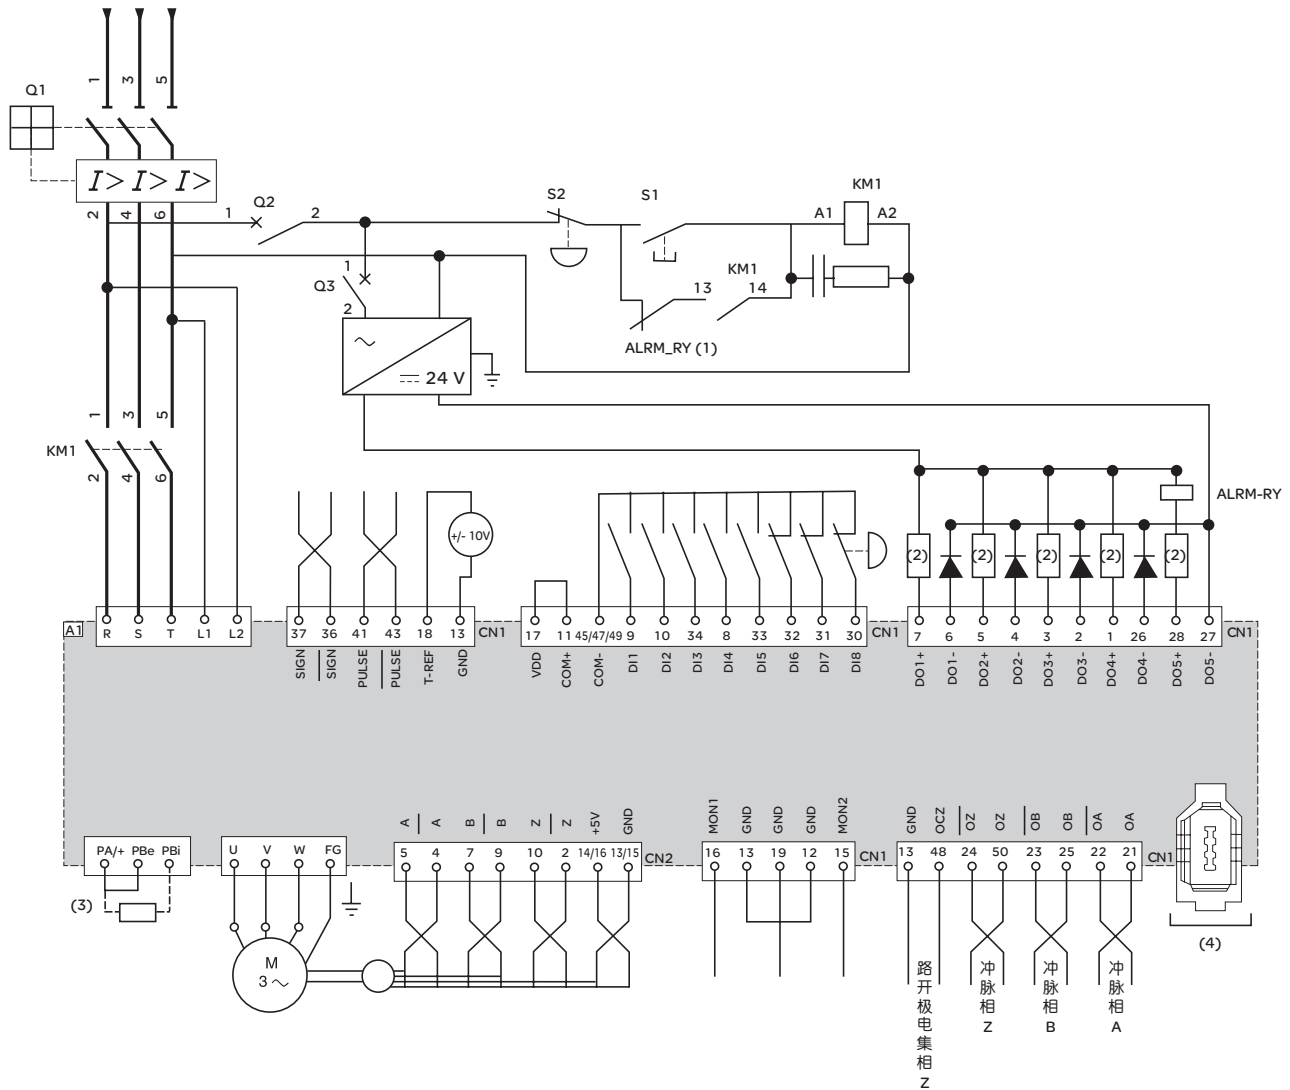 1
3
5
Q1
I> I> I>
2
4
6
1
Q2
2
S2
S1
KM1
A1
A2
1
Q3
2
KM1
13
14
ALRM_RY (1)
24 V
1
3
5
KM1
2
4
6
ALRM-RY
+/- 10V
(2)
(2)
(2)
(2)
(2)
A1
R S T L1 L2
37 36 41 43 18 13
CN1
17 11 45/47/49 9 10 34 8 33 32 31 30
CN1
7 6 5 4 3 2 1 26 28 27
CN1
SIGN
SIGN
PULSE
PULSE
T-REF
GND
VDD
COM+
COM-
DI1
DI2
DI3
DI4
DI5
DI6
DI7
DI8
DO1+
DO1-
DO2+
DO2-
DO3+
DO3-
DO4+
DO4-
DO5+
DO5-
A
A
B
B
Z
Z
+5V
GND
MON1
GND
GND
GND
MON2
GND
OCZ
OZ
OZ
OB
OB
OA
OA
PA/+ PBe PBi
U V W FG
5 4 7 9 10 2 14/16 13/15
CN2
16 13 19 12 15
CN1
13 48 24 50 23 25 22 21
CN1
(3)
(4)
M
3
路开极电集相Z
冲脉相Z
冲脉相B
冲脉相A